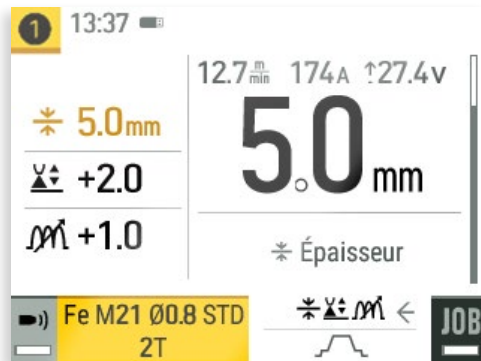 1 13:37
12.7 m/min 174A ↑27.4V
5.0mm
+2.0
+1.0
5.0 mm
Épaisseur
Fe M21 Ø0.8 STD
2T
JOB